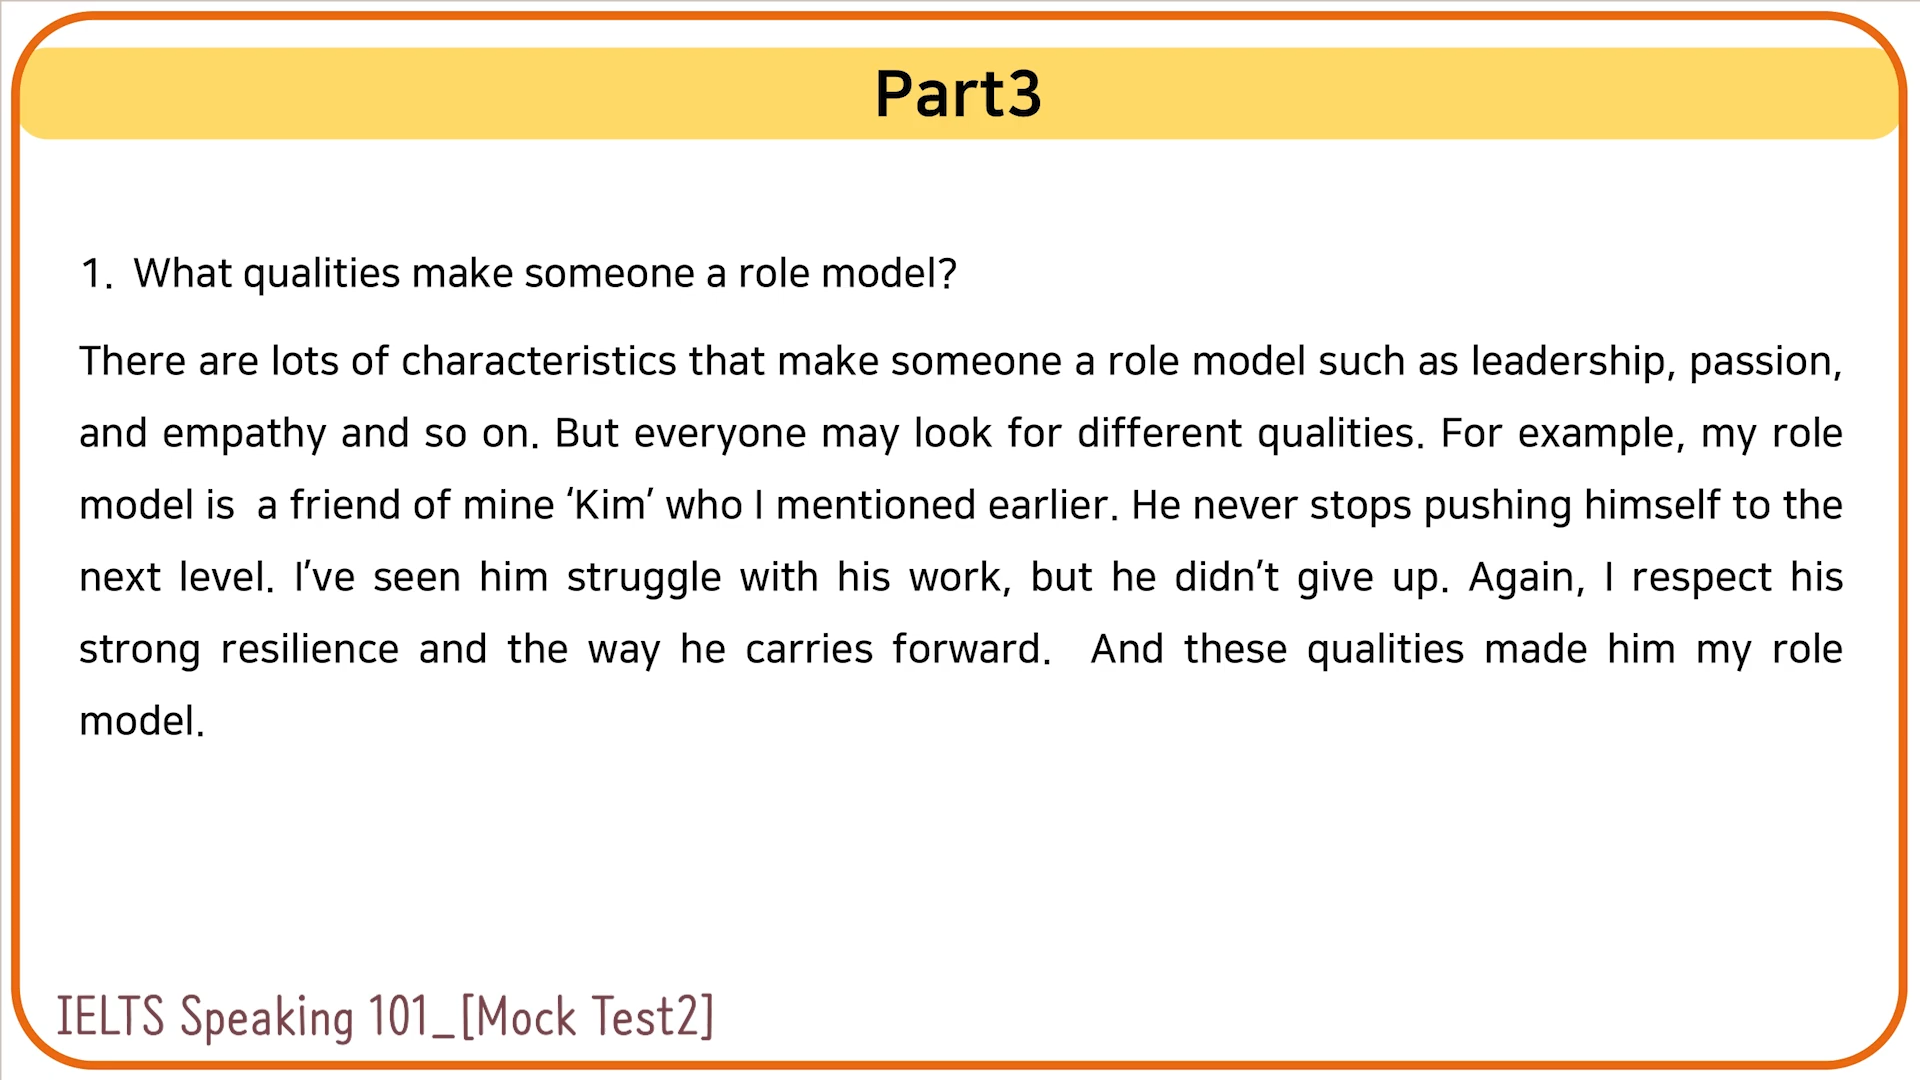 Part3
1. What qualities make someone a role model?
There are lots of characteristics that make someone a role model such as leadership, passion,
and empathy and so on. But everyone may look for different qualities. For example, my role
model is  a friend of mine ‘Kim’ who I mentioned earlier. He never stops pushing himself to the
next level. I’ve seen him struggle with his work, but he didn’t give up. Again, I respect his
strong resilience and the way he carries forward.  And these qualities made him my role
model.
IELTS Speaking 101_[Mock Test2]